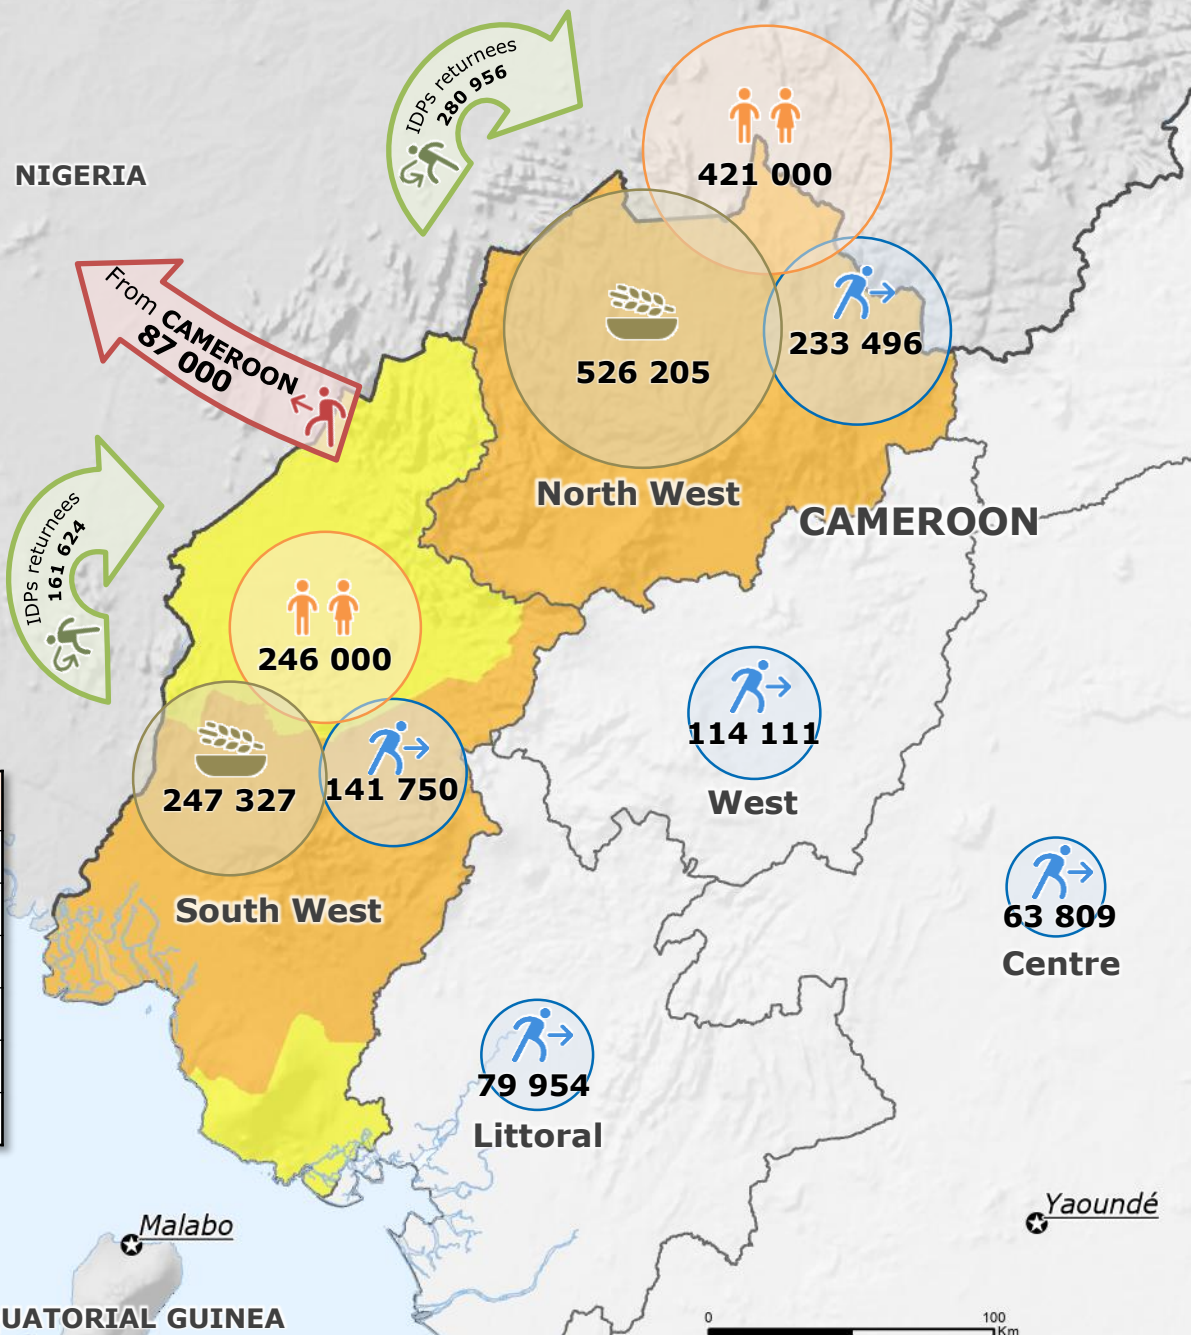 IDPs returnees
280 956
421 000
NIGERIA
From CAMEROON
87 000
233 496
526 205
North West
CAMEROON
IDPs returnees
161 624
246 000
114 111
West
247 327
141 750
South West
63 809
Centre
79 954
Littoral
Malabo
Yaoundé
UATORIAL GUINEA
0
100
Km